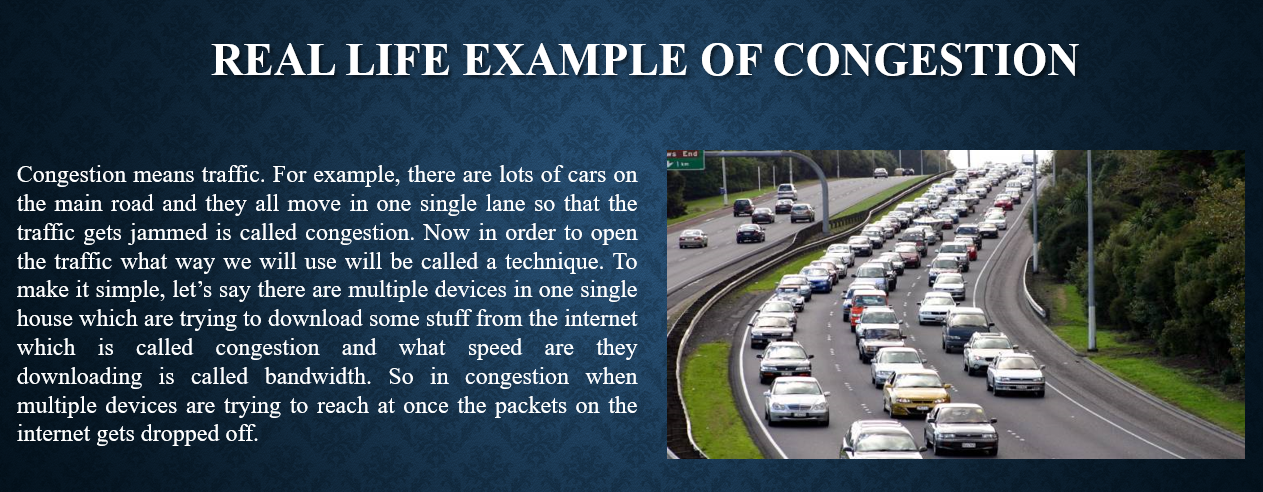 REAL LIFE EXAMPLE OF CONGESTION
Congestion means traffic. For example, there are lots of cars on
the main road and they all move in one single lane so that the
traffic gets jammed is called congestion. Now in order to open
the traffic what way we will use will be called a technique. To
make it simple, let’s say there are multiple devices in one single
house which are trying to download some stuff from the internet
which is called congestion and what speed are they
downloading is called bandwidth. So in congestion when
multiple devices are trying to reach at once the packets on the
internet gets dropped off.
ws End
1 km